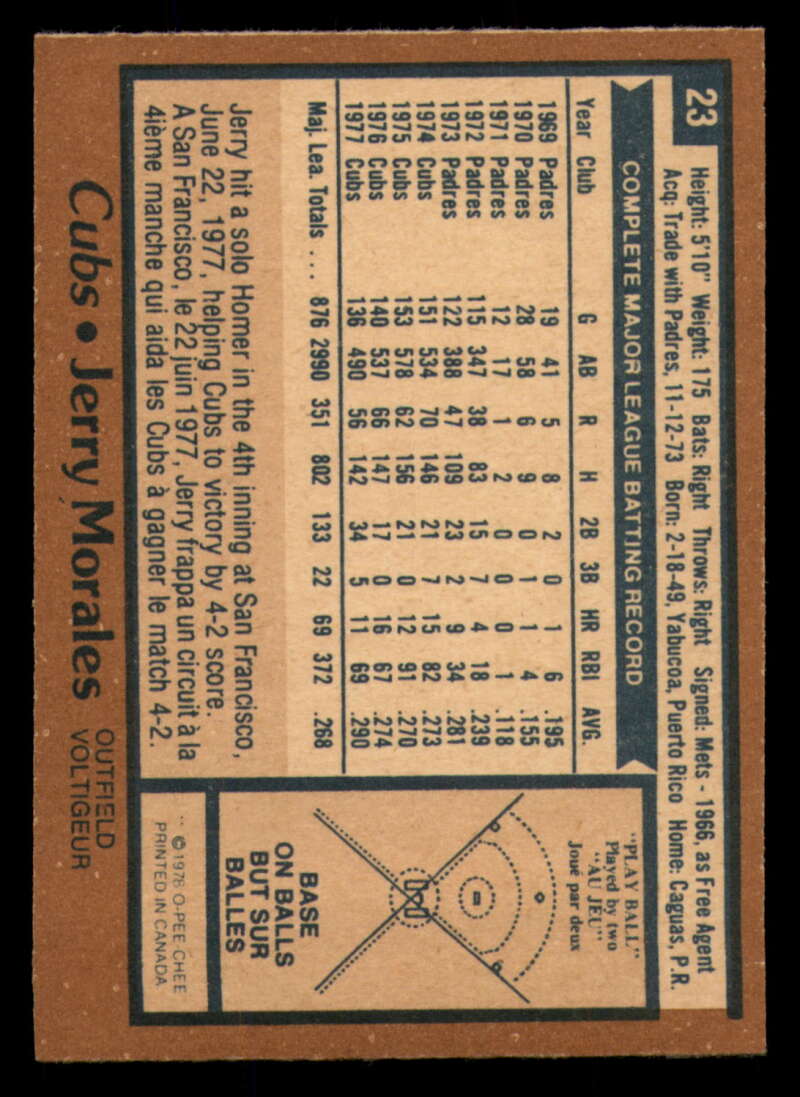 23
Height: 5'10" Weight: 175 Bats: Right Throws: Right Signed: Mets - 1966, as Free Agent
Acq: Trade with Padres, 11-12-73 Born: 2-18-49, Yabucoa, Puerto Rico Home: Caguas, P.R.
COMPLETE MAJOR LEAGUE BATTING RECORD
Year Club G AB R H 2B 3B HR RBI AVG.
1969 Padres 19 41 5 8 2 0 1 6 .195
1970 Padres 28 58 6 9 0 1 1 4 .155
1971 Padres 12 17 1 2 0 0 0 1 .118
1972 Padres 115 347 38 83 15 7 4 18 .239
1973 Padres 122 388 47 109 23 2 9 34 .281
1974 Cubs 151 534 70 146 21 7 15 82 .273
1975 Cubs 153 578 62 156 21 0 12 91 .270
1976 Cubs 140 537 66 147 17 0 16 67 .274
1977 Cubs 136 490 56 142 34 5 11 69 .290
Maj. Lea. Totals ... 876 2990 351 802 133 22 69 372 .268
Jerry hit a solo Homer in the 4th inning at San Francisco,
June 22, 1977, helping Cubs to victory by 4-2 score.
A San Francisco, le 22 juin 1977, Jerry frappa un circuit à la
4ième manche qui aida les Cubs à gagner le match 4-2.
"PLAY BALL"
Played by two
"AU JEU"
Joué par deux
BASE
ON BALLS
BUT SUR
BALLES
** © 1978 O-PEE-CHEE
PRINTED IN CANADA
Cubs • Jerry Morales
OUTFIELD
VOLTIGEUR